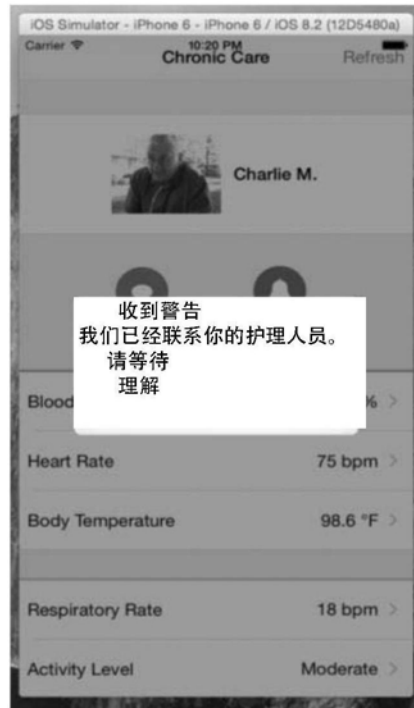 iOS Simulator - iPhone 6 - iPhone 6 / iOS 8.2 (12D5480a)
Carrier 10:20 PM
Chronic Care Refresh
Charlie M.
收到警告
我们已经联系你的护理人员。
请等待
理解
Blood %
Heart Rate 75 bpm
Body Temperature 98.6 °F
Respiratory Rate 18 bpm
Activity Level Moderate